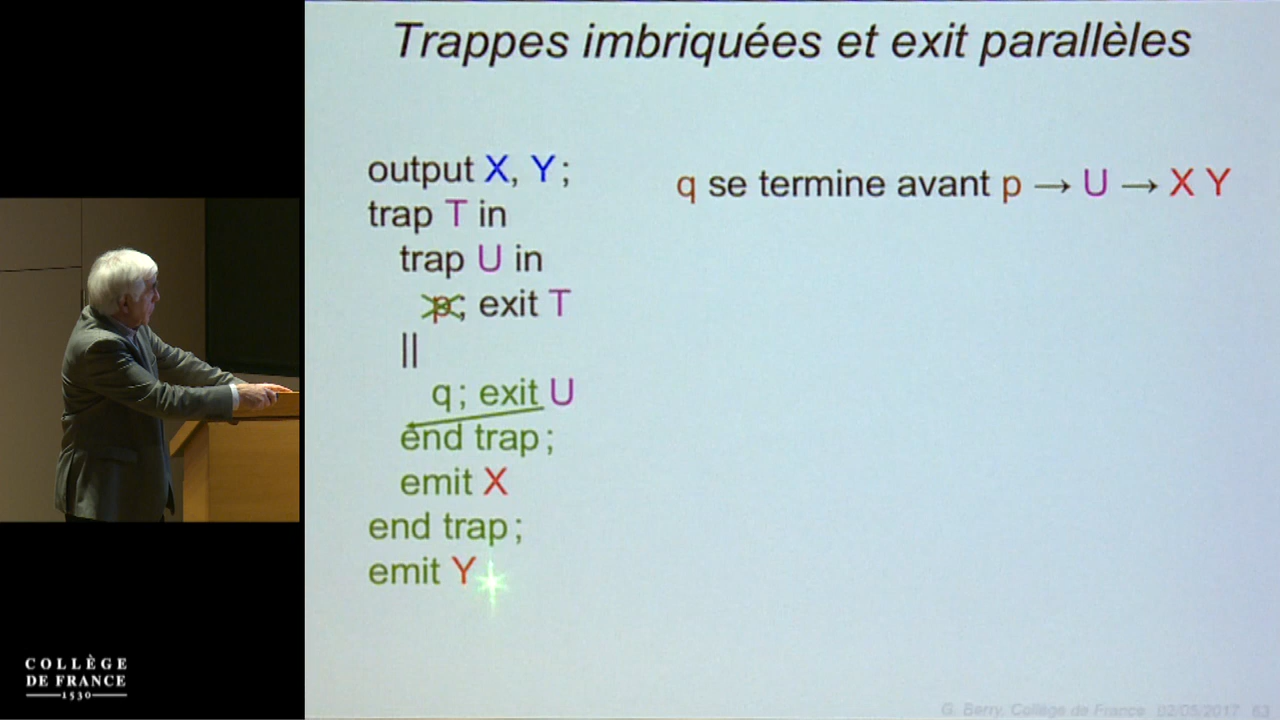 Trappes imbriquées et exit parallèles
output X, Y ;
trap T in
trap U in
p; exit T
||
q ; exit U
end trap ;
emit X
end trap ;
emit Y
q se termine avant p → U → X Y
COLLÈGE
DE FRANCE
1530
G. Berry, Collège de France 02/05/2017 63